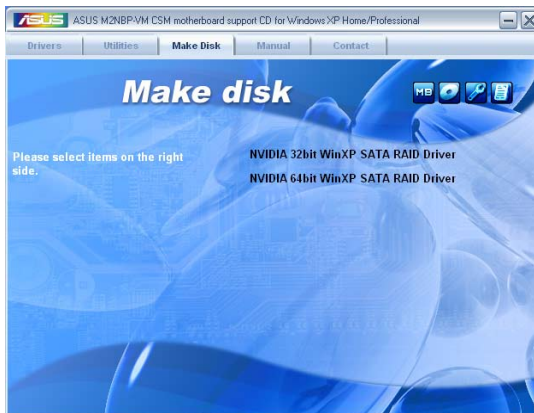 ASUS ASUS M2NBP-VM CSM motherboard support CD for Windows XP Home/Professional
Drivers Utilities Make Disk Manual Contact
Make disk
MB
Please select items on the right
side.
NVIDIA 32bit WinXP SATA RAID Driver
NVIDIA 64bit WinXP SATA RAID Driver